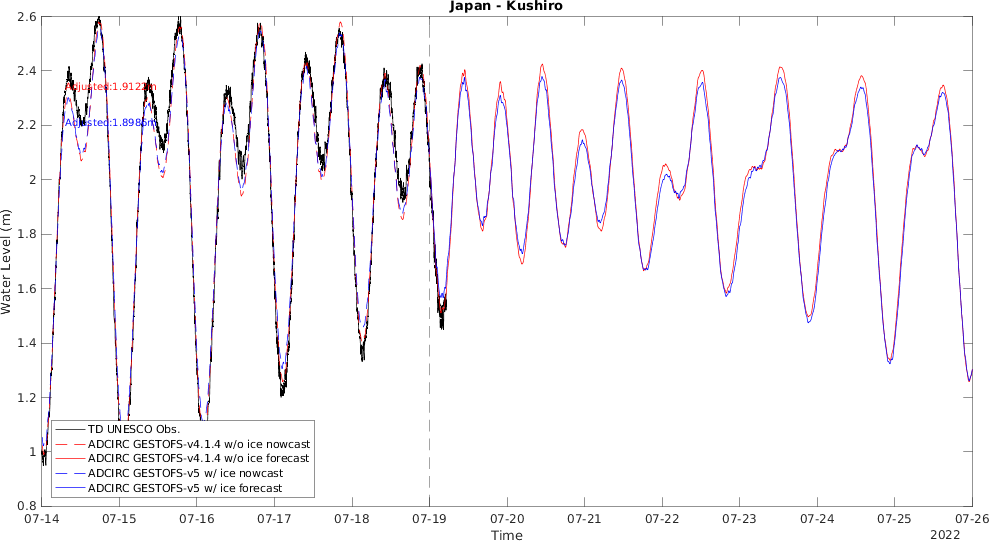 Japan - Kushiro
2.6
2.4
2.2
2
1.8
1.6
1.4
1.2
1
0.8
Water Level (m)
Adjusted:1.9122m
Adjusted:1.8985m
TD UNESCO Obs.
ADCIRC GESTOFS-v4.1.4 w/o ice nowcast
ADCIRC GESTOFS-v4.1.4 w/o ice forecast
ADCIRC GESTOFS-v5 w/ ice nowcast
ADCIRC GESTOFS-v5 w/ ice forecast
07-14 07-15 07-16 07-17 07-18 07-19 07-20 07-21 07-22 07-23 07-24 07-25 07-26
Time
2022